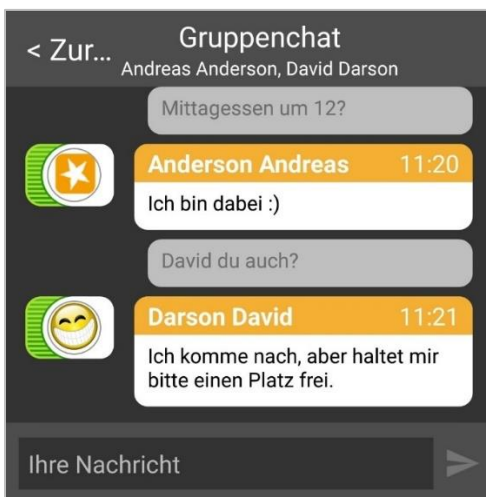 < Zur... Gruppenchat
Andreas Anderson, David Darson
Mittagessen um 12?
Anderson Andreas 11:20
Ich bin dabei :)
David du auch?
Darson David 11:21
Ich komme nach, aber haltet mir
bitte einen Platz frei.
Ihre Nachricht